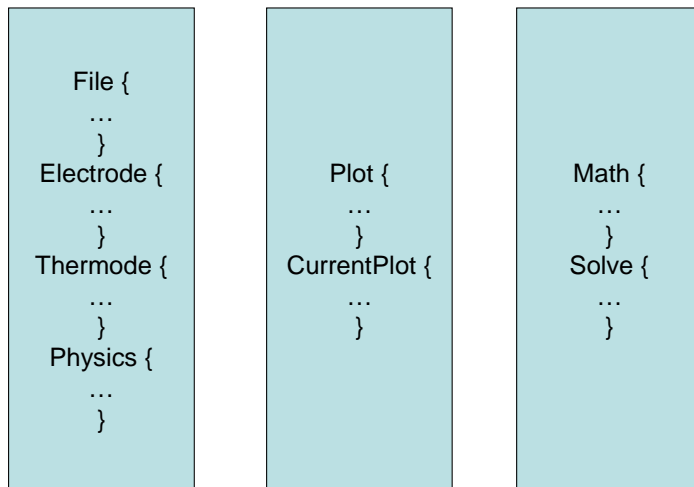 File {
…
}
Electrode {
…
}
Thermode {
…
}
Physics {
…
}
Plot {
…
}
CurrentPlot {
…
}
Math {
…
}
Solve {
…
}